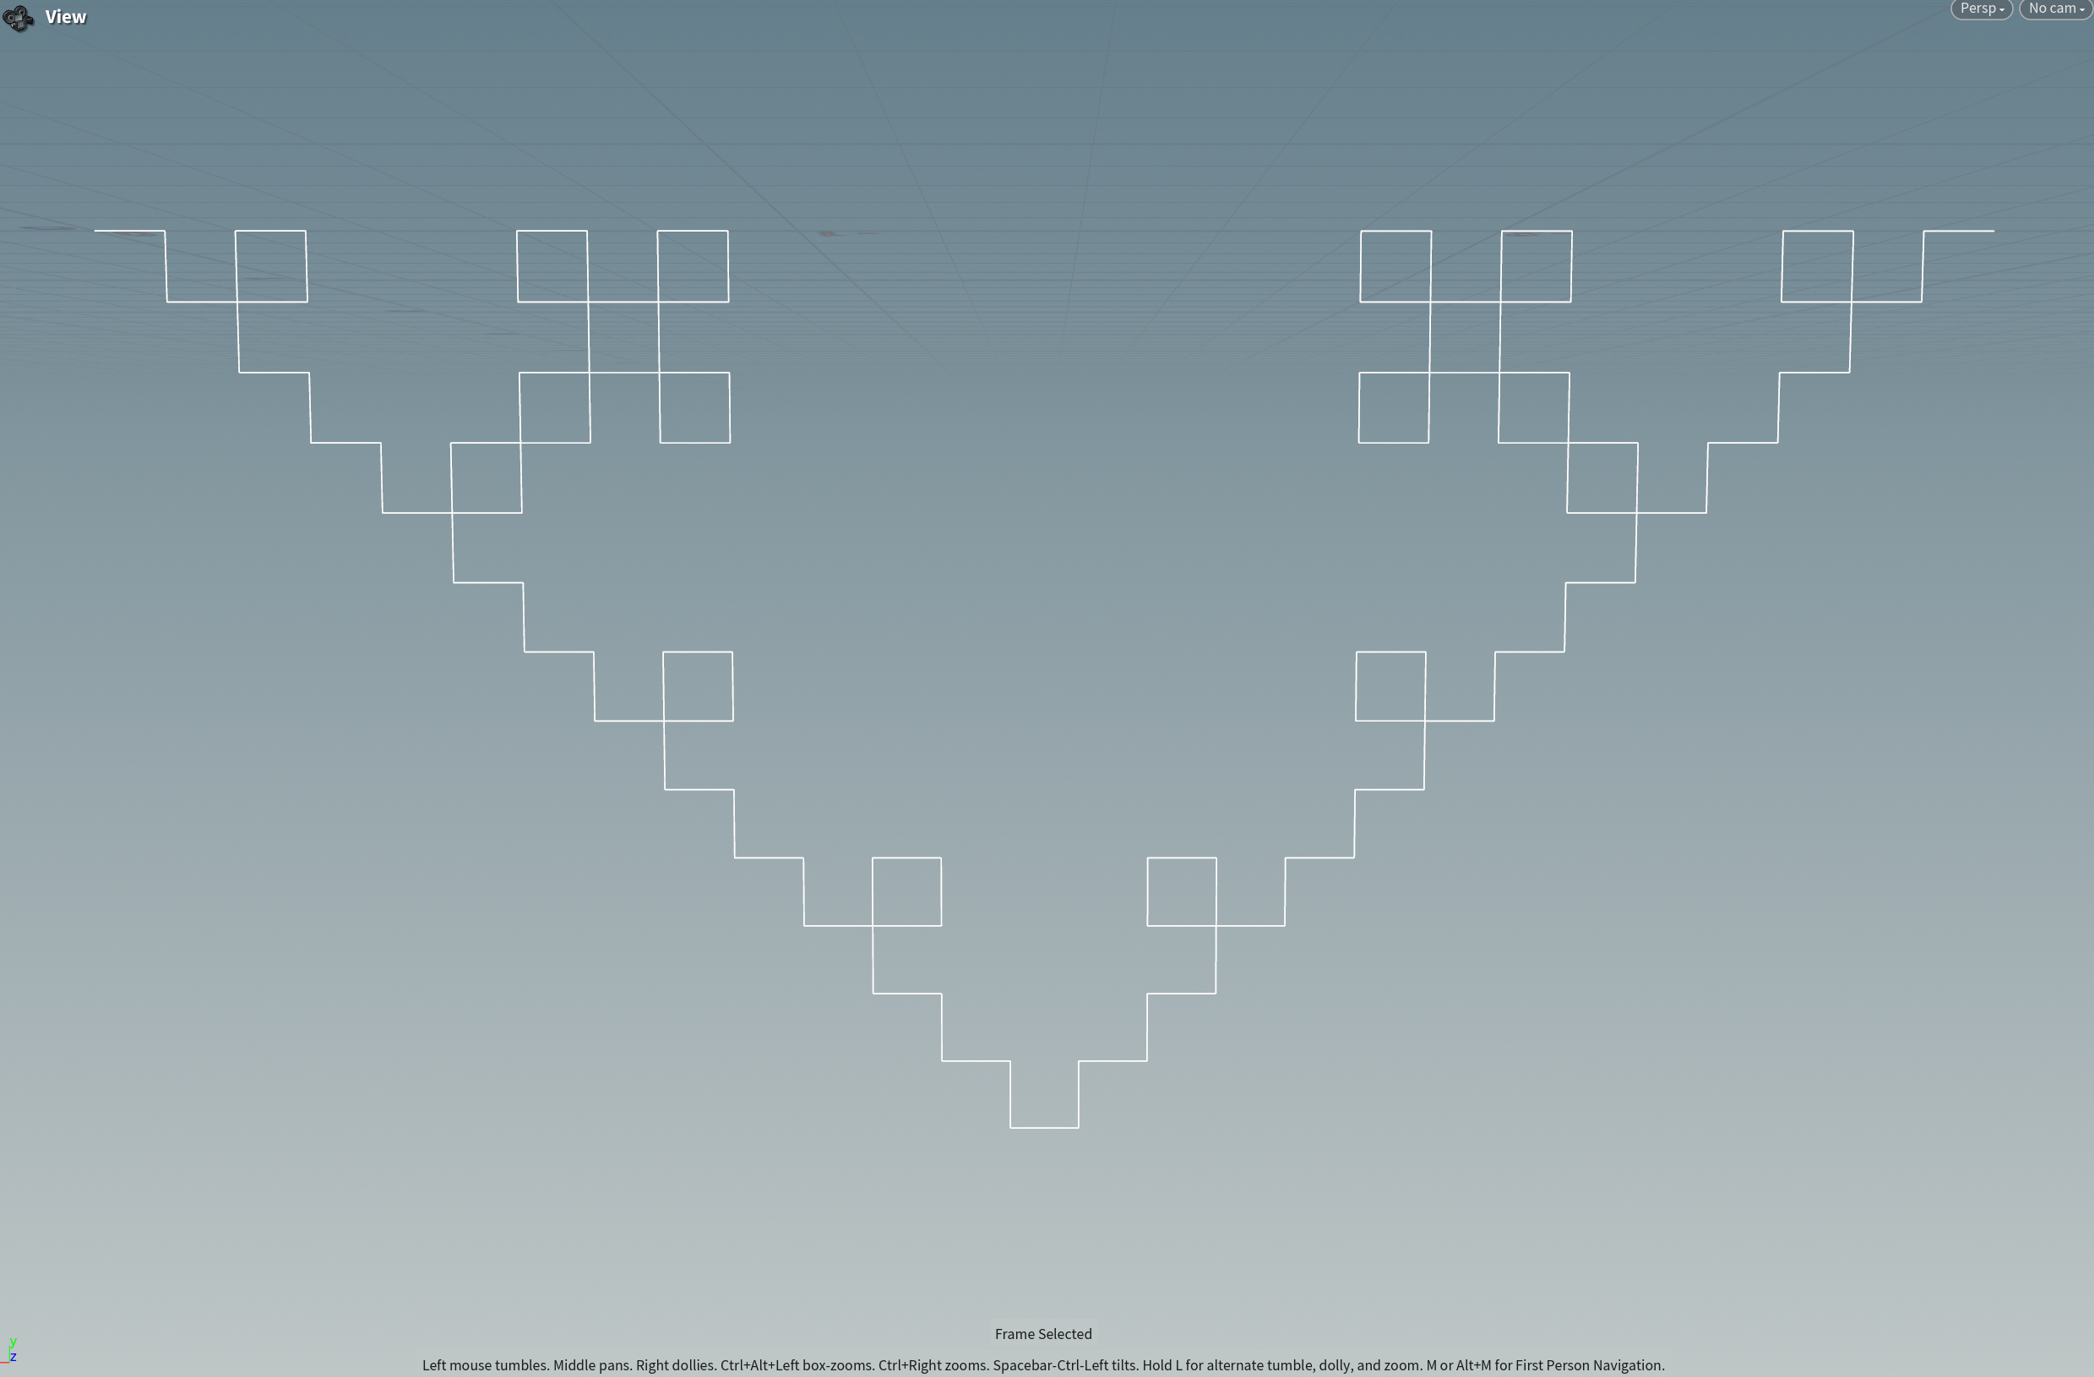 View
Persp
No cam
y
z
Frame Selected
Left mouse tumbles. Middle pans. Right dollies. Ctrl+Alt+Left box-zooms. Ctrl+Right zooms. Spacebar-Ctrl-Left tilts. Hold L for alternate tumble, dolly, and zoom. M or Alt+M for First Person Navigation.